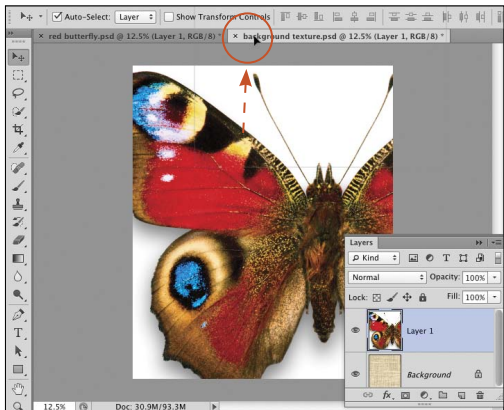 Auto-Select: Layer Show Transform Controls
× red butterfly.psd @ 12.5% (Layer 1, RGB/8) * × background texture.psd @ 12.5% (Layer 1, RGB/8) *
Layers
Kind
Normal Opacity: 100%
Lock: Fill: 100%
Layer 1
Background
fx
T
12.5% Doc: 30.9M/93.3M